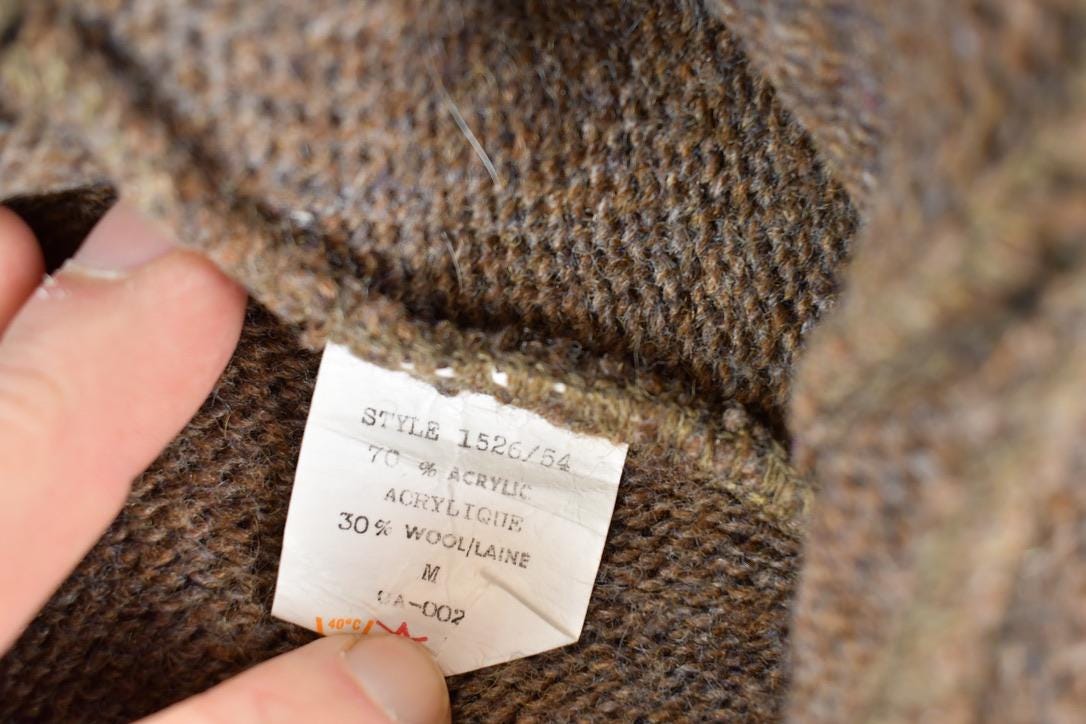 STYLE 1526/54
70 % ACRYLIC
ACRYLIQUE
30% WOOL/LAINE
M
40°C